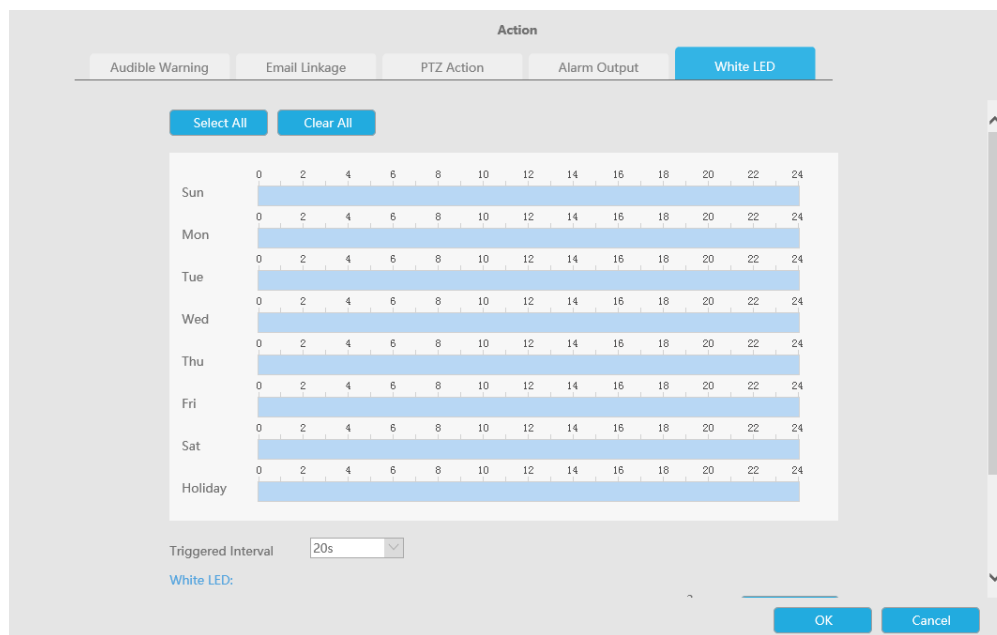 Action
Audible Warning Email Linkage PTZ Action Alarm Output White LED
Select All Clear All
0 2 4 6 8 10 12 14 16 18 20 22 24
Sun
0 2 4 6 8 10 12 14 16 18 20 22 24
Mon
0 2 4 6 8 10 12 14 16 18 20 22 24
Tue
0 2 4 6 8 10 12 14 16 18 20 22 24
Wed
0 2 4 6 8 10 12 14 16 18 20 22 24
Thu
0 2 4 6 8 10 12 14 16 18 20 22 24
Fri
0 2 4 6 8 10 12 14 16 18 20 22 24
Sat
0 2 4 6 8 10 12 14 16 18 20 22 24
Holiday
Triggered Interval 20s
White LED:
OK Cancel